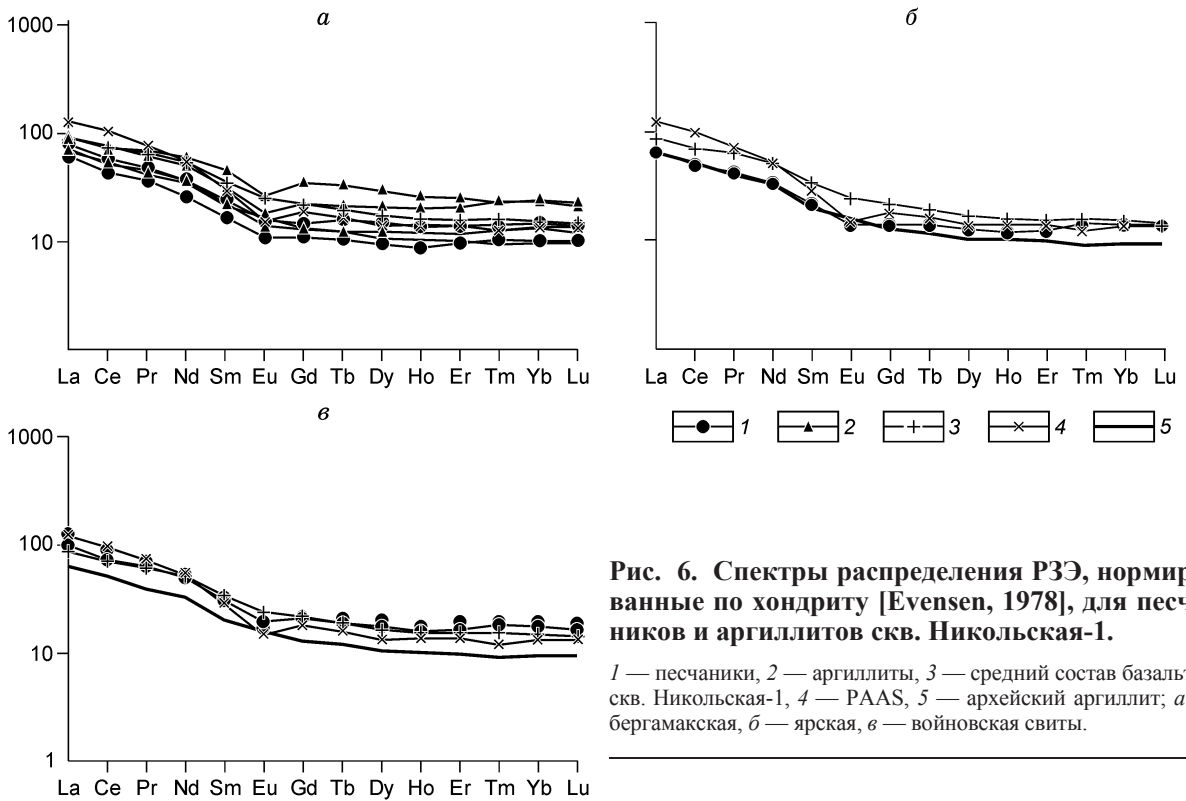 а
1000
100
10
La Ce Pr Nd Sm Eu Gd Tb Dy Ho Er Tm Yb Lu
б
La Ce Pr Nd Sm Eu Gd Tb Dy Ho Er Tm Yb Lu
1 2 3 4 5
в
1000
100
10
1
La Ce Pr Nd Sm Eu Gd Tb Dy Ho Er Tm Yb Lu
Рис. 6. Спектры распределения РЗЭ, нормир
ванные по хондриту [Evensen, 1978], для песч
ников и аргиллитов скв. Никольская-1.
1 — песчаники, 2 — аргиллиты, 3 — средний состав базальт
скв. Никольская-1, 4 — PAAS, 5 — архейский аргиллит; а
бергамакская, б — ярская, в — войновская свиты.